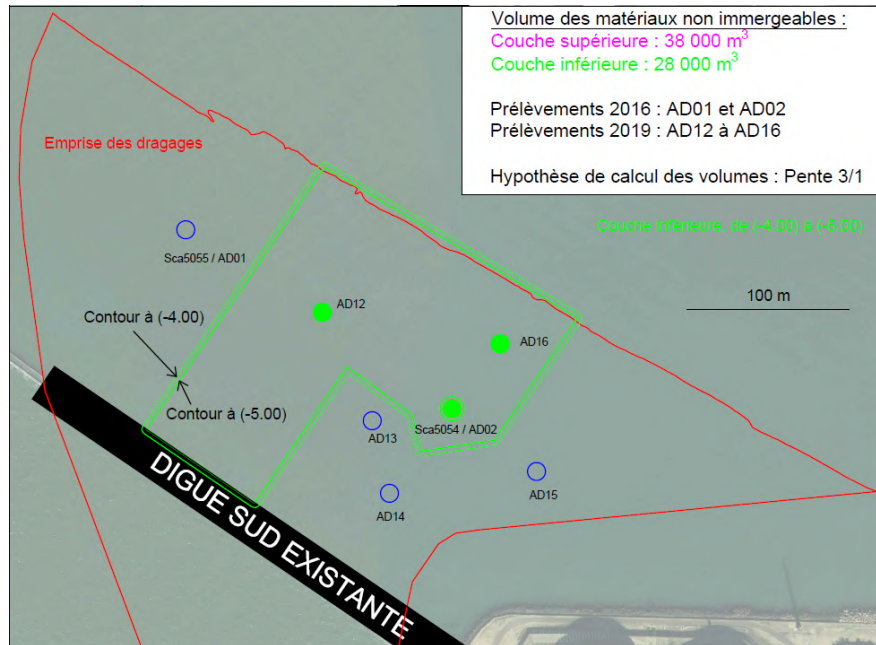 Volume des matériaux non immergeables :
Couche supérieure : 38 000 m³
Couche inférieure : 28 000 m³
Prélèvements 2016 : AD01 et AD02
Prélèvements 2019 : AD12 à AD16
Hypothèse de calcul des volumes : Pente 3/1
Emprise des dragages
Couche inférieure, de (-4.00) à (-5.00)
Sca5055 / AD01
100 m
AD12
Contour à (-4.00)
AD16
Contour à (-5.00)
AD13
Sca5054 / AD02
AD15
AD14
DIGUE SUD EXISTANTE